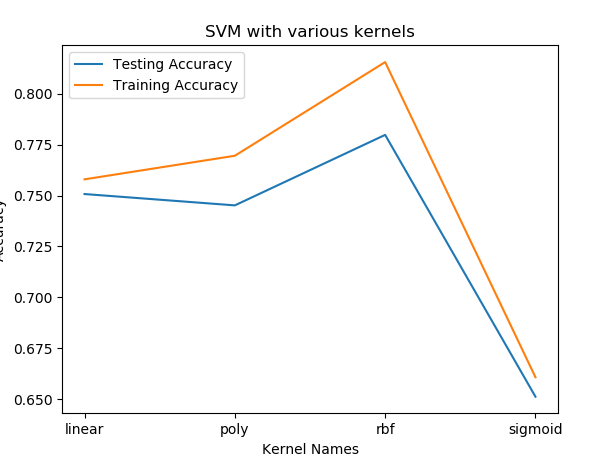 SVM with various kernels
Testing Accuracy
Training Accuracy
0.800
0.775
0.750
0.725
0.700
0.675
0.650
Accuracy
linear poly rbf sigmoid
Kernel Names